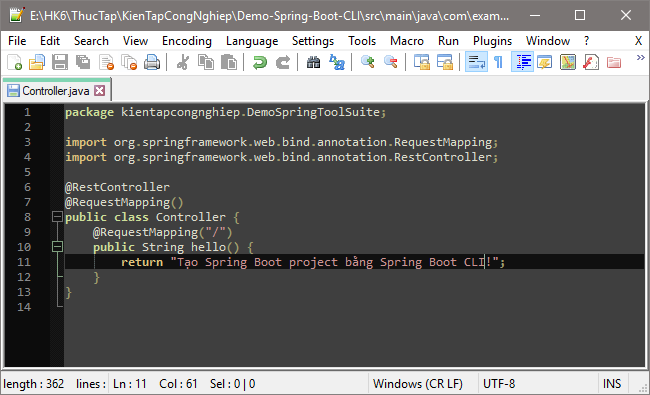 E:\HK6\ThucTap\KienTapCongNghiep\Demo-Spring-Boot-CLI\src\main\java\com\exam...
File Edit Search View Encoding Language Settings Tools Macro Run Plugins Window ? X
Controller.java
1 package kientapcongnghiep.DemoSpringToolSuite;
2
3 import org.springframework.web.bind.annotation.RequestMapping;
4 import org.springframework.web.bind.annotation.RestController;
5
6 @RestController
7 @RequestMapping()
8 public class Controller {
9 @RequestMapping("/")
10 public String hello() {
11 return "Tạo Spring Boot project bằng Spring Boot CLI!";
12 }
13 }
14
length : 362 lines : Ln : 11 Col : 61 Sel : 0 | 0 Windows (CR LF) UTF-8 INS